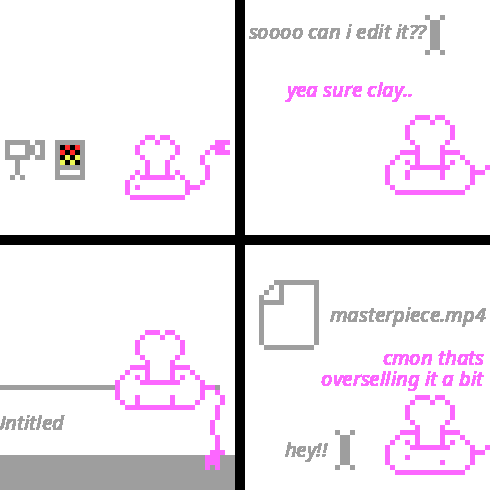 soooo can i edit it??
yea sure clay..
Untitled
masterpiece.mp4
cmon thats
overselling it a bit
hey!!